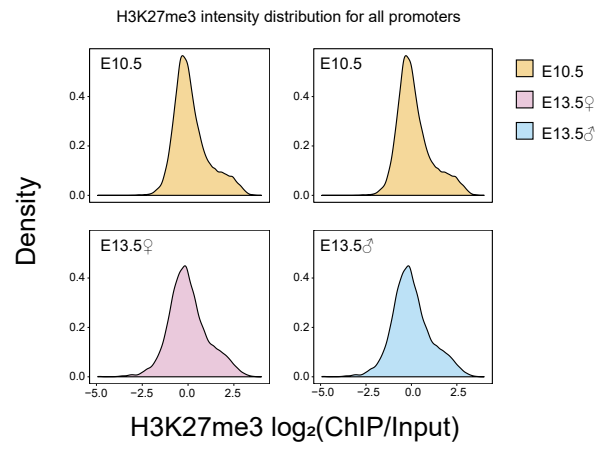 H3K27me3 intensity distribution for all promoters
E10.5
E10.5
E10.5
E13.5♀
E13.5♂
0.4
0.2
0.0
0.4
0.2
0.0
Density
E13.5♀
E13.5♂
0.4
0.2
0.0
0.4
0.2
0.0
−5.0 −2.5 0.0 2.5
−5.0 −2.5 0.0 2.5
H3K27me3 log₂(ChIP/Input)